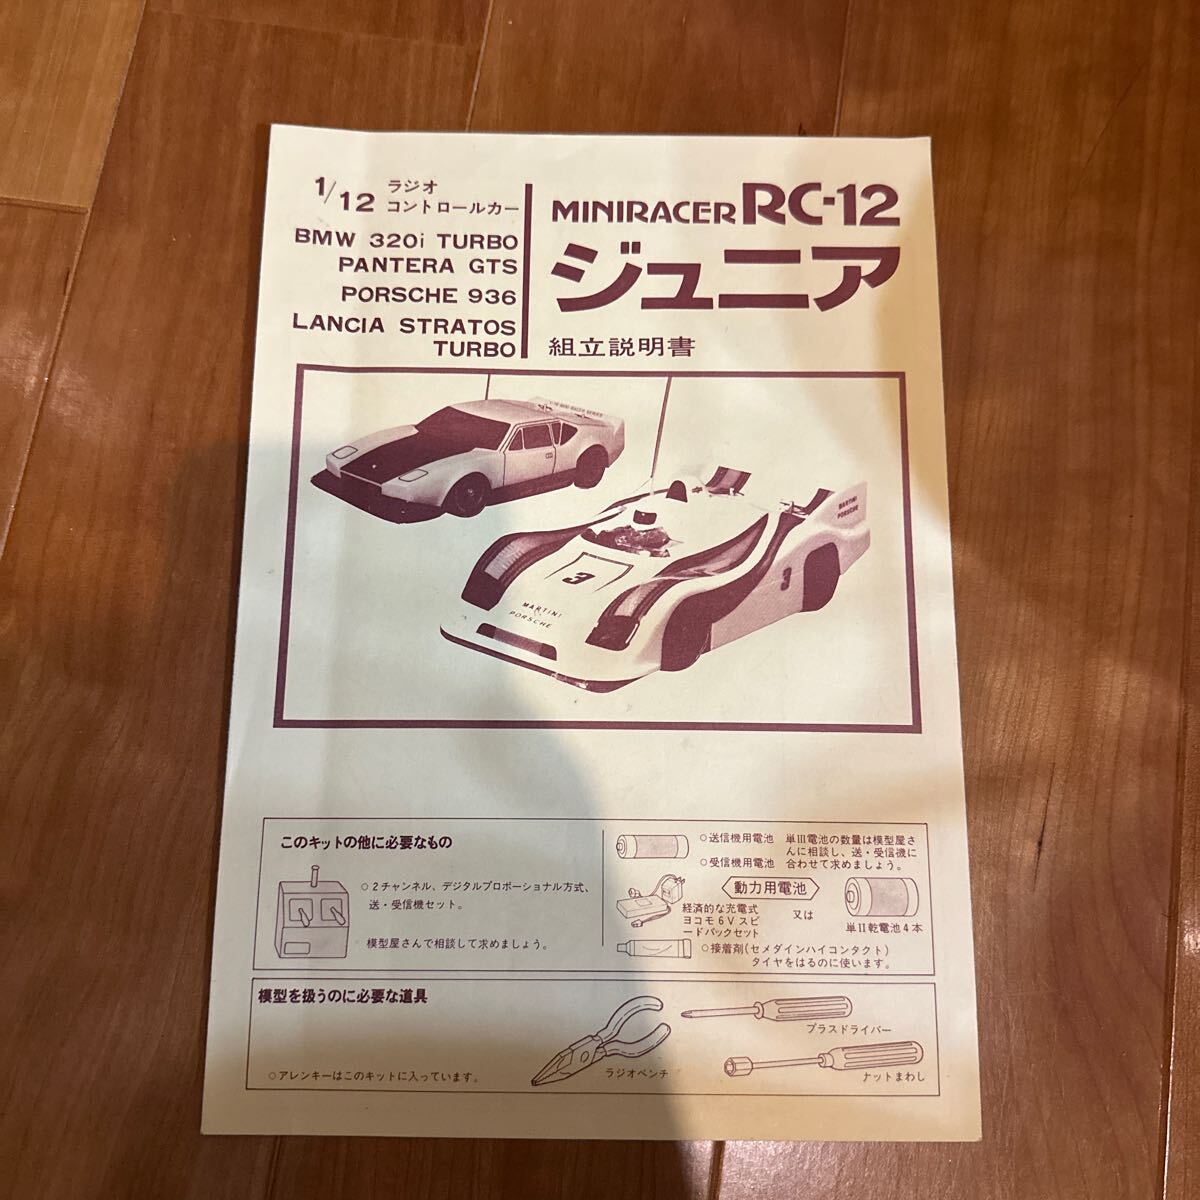 1/12 ラジオ
コントロールカー
BMW 320i TURBO
PANTERA GTS
PORSCHE 936
LANCIA STRATOS
TURBO
MINIRACER RC-12
ジュニア
組立説明書
MARTINI
PORSCHE
3
3
MARTINI
PORSCHE
このキットの他に必要なもの
○2チャンネル、デジタルプロポーショナル方式、
送・受信機セット。
模型屋さんで相談して求めましょう。
○送信機用電池
○受信機用電池
単III電池の数量は模型屋さ
んに相談し、送・受信機に
合わせて求めましょう。
動力用電池
経済的な充電式
ヨコモ6Vスピ
ードパックセット
又は
単II乾電池4本
○接着剤(セメダインハイコンタクト)
タイヤをはるのに使います。
模型を扱うのに必要な道具
○アレンキーはこのキットに入っています。
ラジオペンチ
プラスドライバー
ナットまわし